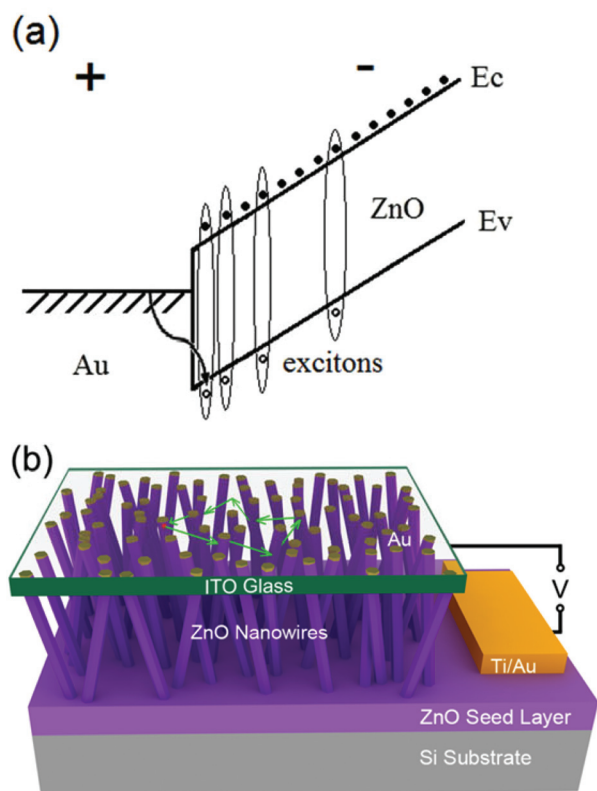 (a)
+
-
Ec
ZnO
Ev
Au
excitons
(b)
Au
ITO Glass
V
ZnO Nanowires
Ti/Au
ZnO Seed Layer
Si Substrate